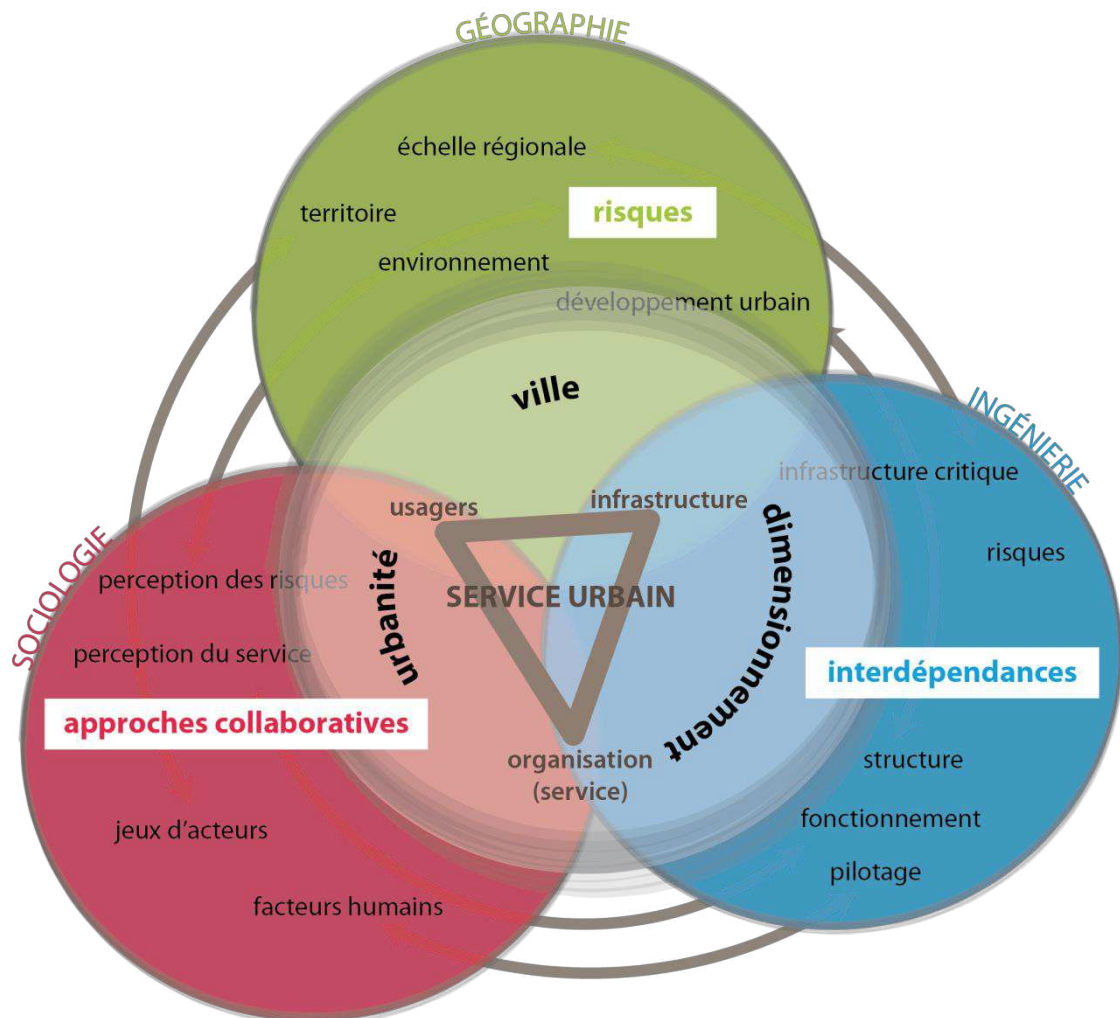 GÉOGRAPHIE
échelle régionale
territoire
risques
environnement
développement urbain
ville
INGÉNIERIE
infrastructure critique
usagers
infrastructure
dimensionnement
risques
SOCIOLOGIE
perception des risques
urbanité
SERVICE URBAIN
perception du service
interdépendances
approches collaboratives
organisation
(service)
structure
fonctionnement
jeux d'acteurs
pilotage
facteurs humains